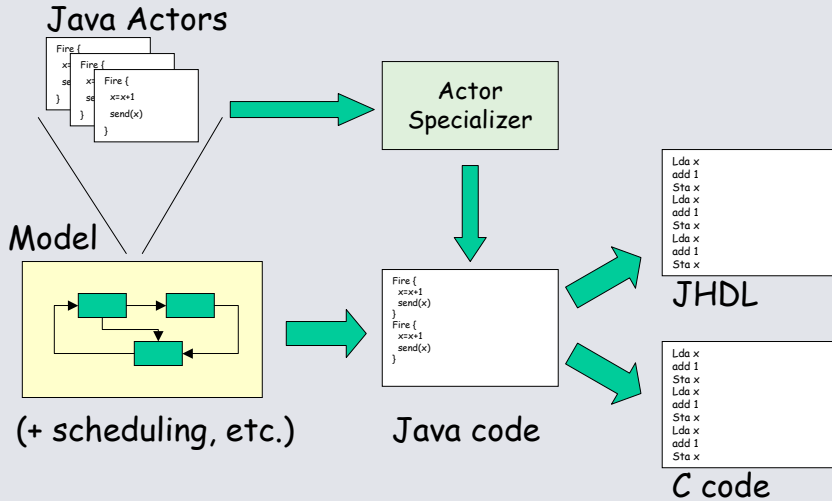 Java Actors
Fire {
x=
se
}
Fire {
x=
se
}
Fire {
x=x+1
send(x)
}
Actor
Specializer
Model
(+ scheduling, etc.)
Fire {
x=x+1
send(x)
}
Fire {
x=x+1
send(x)
}
Java code
Lda x
add 1
Sta x
Lda x
add 1
Sta x
Lda x
add 1
Sta x
JHDL
Lda x
add 1
Sta x
Lda x
add 1
Sta x
Lda x
add 1
Sta x
C code